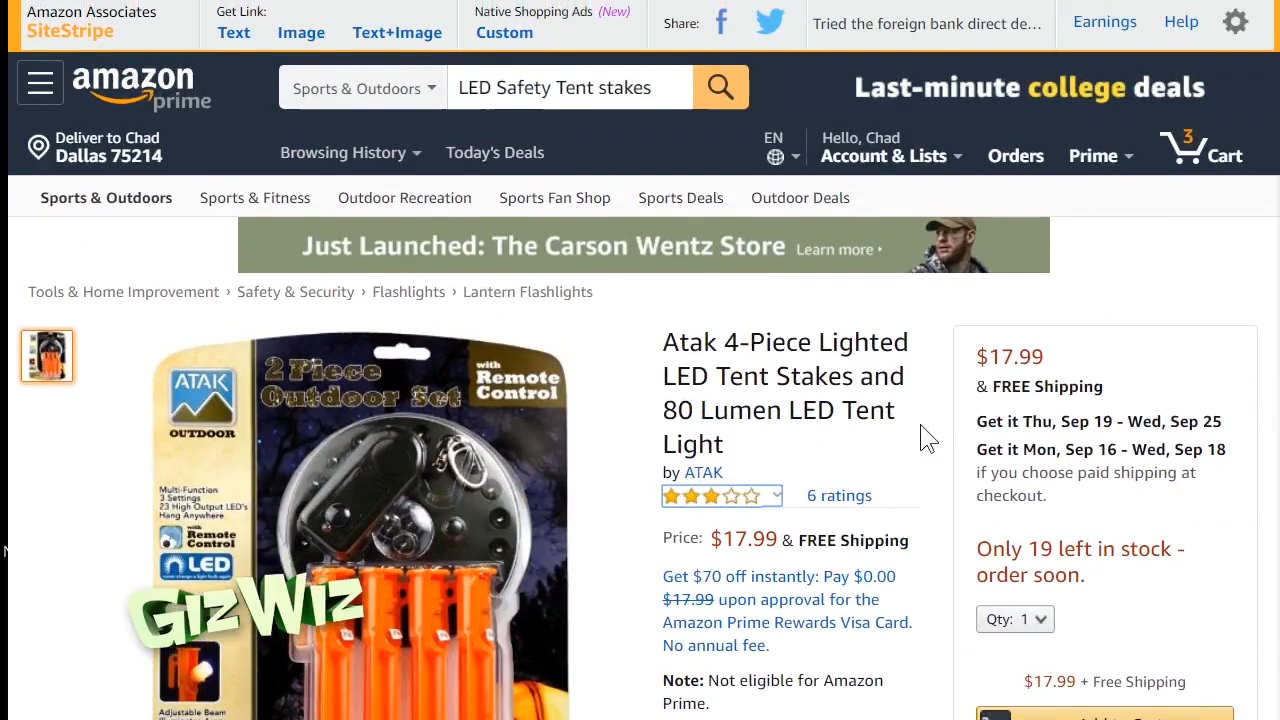 Amazon Associates
SiteStripe
Get Link:
Text Image Text+Image
Native Shopping Ads (New)
Custom
Share:
Tried the foreign bank direct de...
Earnings Help
amazon
prime
Sports & Outdoors
LED Safety Tent stakes
Last-minute college deals
Deliver to Chad
Dallas 75214
Browsing History
Today's Deals
EN
Hello, Chad
Account & Lists
Orders
Prime
3
Cart
Sports & Outdoors Sports & Fitness Outdoor Recreation Sports Fan Shop Sports Deals Outdoor Deals
Just Launched: The Carson Wentz Store Learn more
Tools & Home Improvement › Safety & Security › Flashlights › Lantern Flashlights
ATAK
OUTDOOR
2 Piece
Outdoor Set
with
Remote
Control
Multi-Function
3 Settings
23 High Output LED's
Hang Anywhere
with
Remote
Control
LED
GizWiz
Adjustable Beam
Atak 4-Piece Lighted
LED Tent Stakes and
80 Lumen LED Tent
Light
by ATAK
6 ratings
Price: $17.99 & FREE Shipping
Get $70 off instantly: Pay $0.00
$17.99 upon approval for the
Amazon Prime Rewards Visa Card.
No annual fee.
Note: Not eligible for Amazon
Prime.
$17.99
& FREE Shipping
Get it Thu, Sep 19 - Wed, Sep 25
Get it Mon, Sep 16 - Wed, Sep 18
if you choose paid shipping at
checkout.
Only 19 left in stock -
order soon.
Qty: 1
$17.99 + Free Shipping